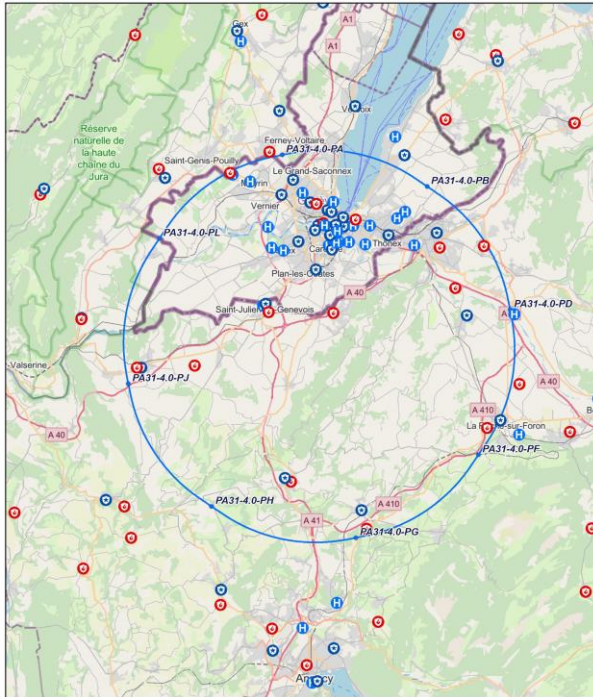 Gex
A1
A1
Versoix
Réserve
naturelle de
la haute
chaîne du
Jura
Ferney-Voltaire
PA31-4.0-PA
Saint-Genis-Pouilly
Le Grand-Saconnex
Meyrin
PA31-4.0-PB
Vernier
PA31-4.0-PL
Thônex
Plan-les-Ouates
A 40
Saint-Julien-en-Genevois
PA31-4.0-PD
Valserine
PA31-4.0-PJ
A 40
A 40
A 410
La Roche-sur-Foron
PA31-4.0-PF
PA31-4.0-PH
A 410
A 41
PA31-4.0-PG
Annecy